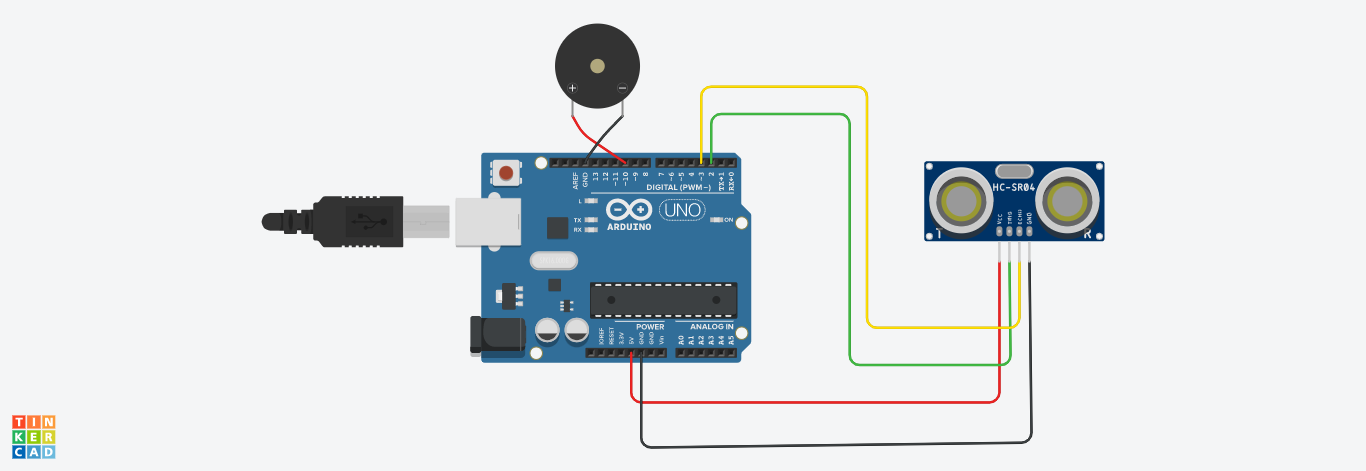 + −
AREF
GND
13
12
~11
~10
~9
8
7
~6
~5
~4
~3
2
TX→1
RX←0
DIGITAL (PWM~)
L
TX
RX
ARDUINO
UNO
ON
HC-SR04
VCC
TRIG
ECHO
GND
T
R
POWER
ANALOG IN
IOREF
RESET
3.3V
5V
GND
GND
Vin
A0
A1
A2
A3
A4
A5
TIN
KER
CAD